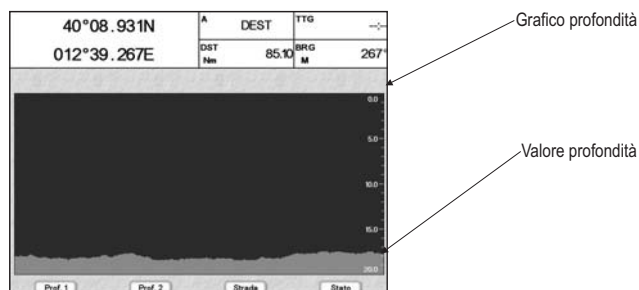 40°08.931N
012°39.267E
A DEST
TTG --:--
DST Nm 85.10
BRG M 267°
Grafico profondità
0.0
5.0
Valore profondità
10.0
15.0
20.0
Prof. 1 Prof. 2 Strada Stato